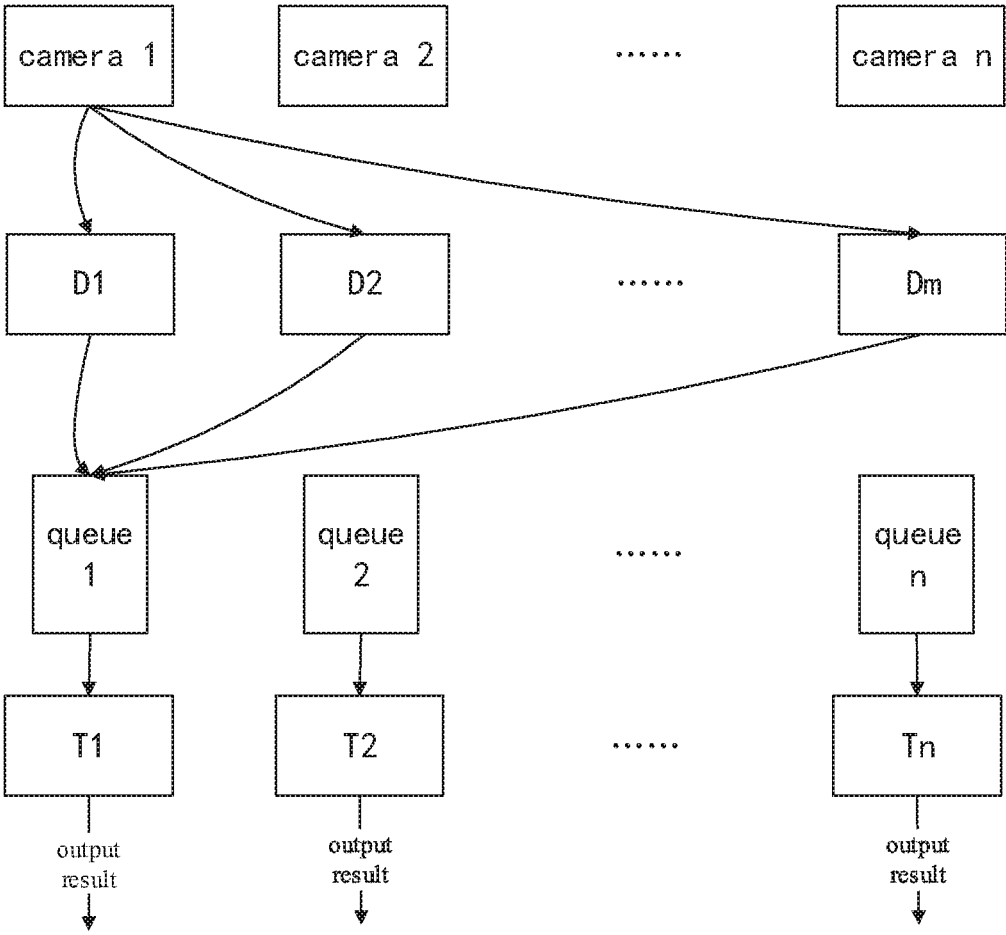 camera 1
camera 2
......
camera n
D1
D2
......
Dm
queue
1
queue
2
......
queue
n
T1
T2
......
Tn
output
result
output
result
output
result